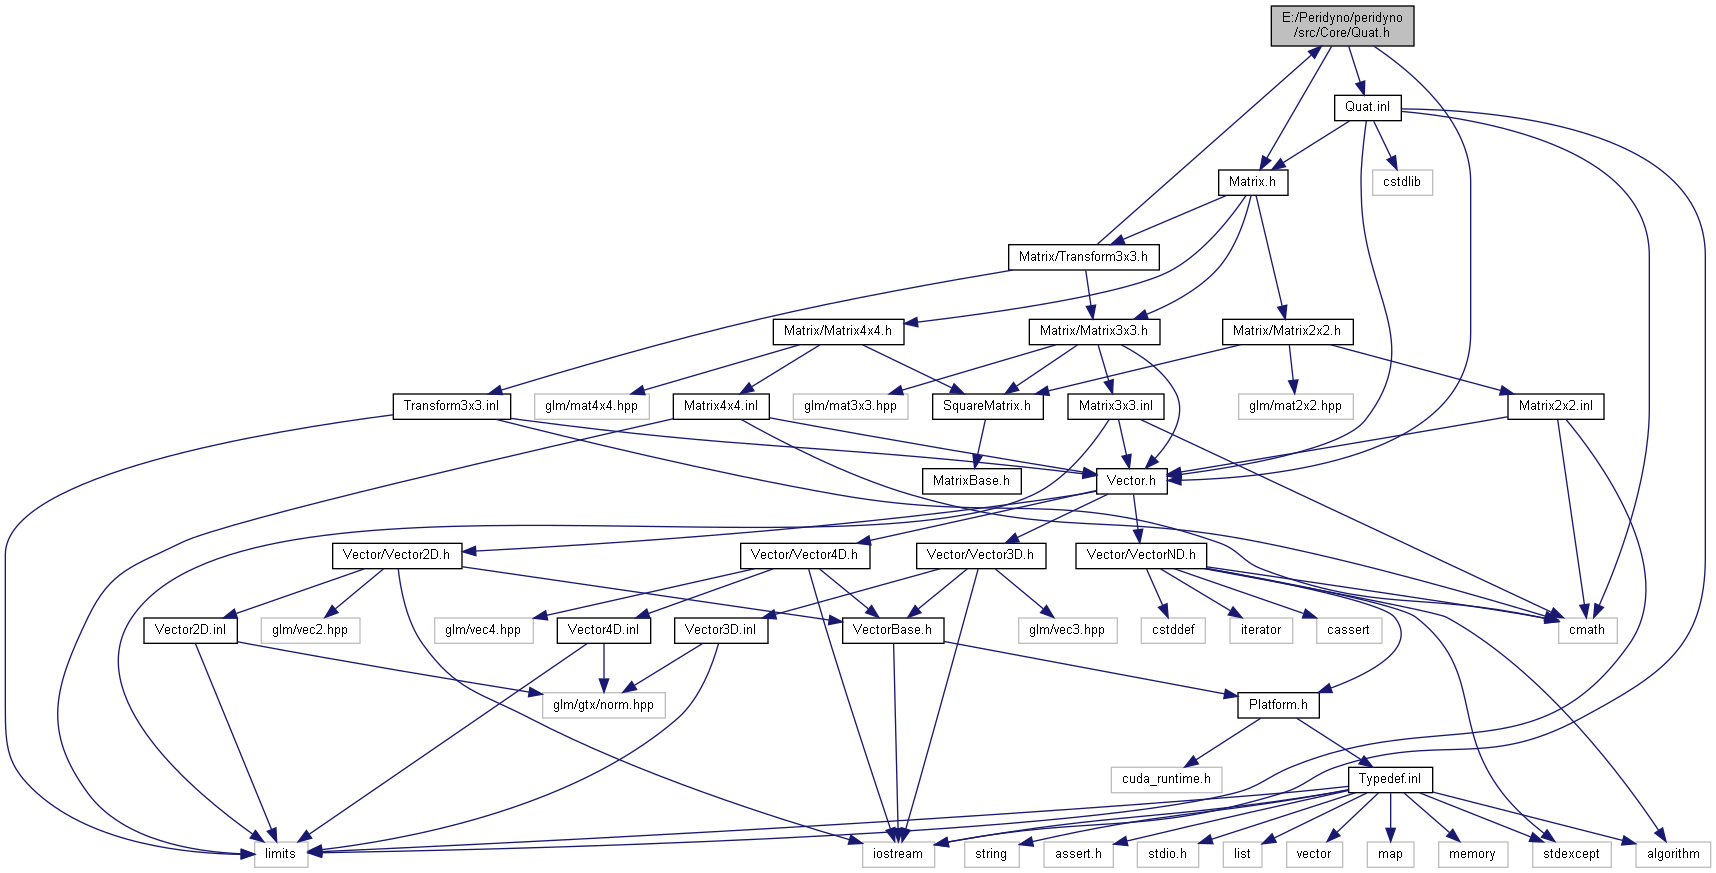 E:/Peridyno/peridyno
/src/Core/Quat.h
Quat.inl
Matrix.h
cstdlib
Matrix/Transform3x3.h
Matrix/Matrix4x4.h
Matrix/Matrix3x3.h
Matrix/Matrix2x2.h
Transform3x3.inl
glm/mat4x4.hpp
Matrix4x4.inl
glm/mat3x3.hpp
SquareMatrix.h
Matrix3x3.inl
glm/mat2x2.hpp
Matrix2x2.inl
MatrixBase.h
Vector.h
Vector/Vector2D.h
Vector/Vector4D.h
Vector/Vector3D.h
Vector/VectorND.h
Vector2D.inl
glm/vec2.hpp
glm/vec4.hpp
Vector4D.inl
Vector3D.inl
VectorBase.h
glm/vec3.hpp
cstddef
iterator
cassert
cmath
glm/gtx/norm.hpp
Platform.h
cuda_runtime.h
Typedef.inl
limits
iostream
string
assert.h
stdio.h
list
vector
map
memory
stdexcept
algorithm